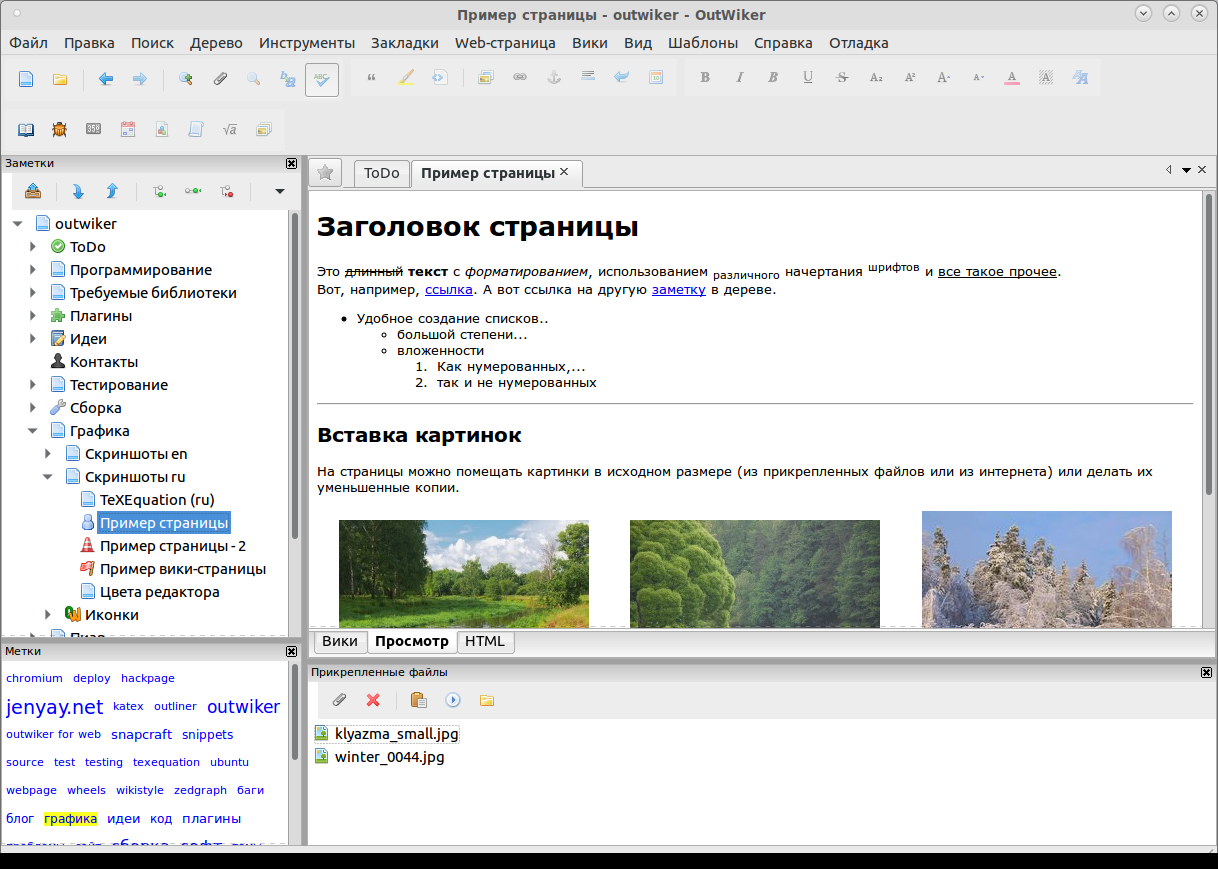 Пример страницы - outwiker - OutWiker
Файл Правка Поиск Дерево Инструменты Закладки Web-страница Вики Вид Шаблоны Справка Отладка
Заметки
outwiker
ToDo
Программирование
Требуемые библиотеки
Плагины
Идеи
Контакты
Тестирование
Сборка
Графика
Скриншоты en
Скриншоты ru
TeXEquation (ru)
Пример страницы
Пример страницы - 2
Пример вики-страницы
Цвета редактора
Иконки
Метки
chromium deploy hackpage
jenyay.net katex outliner outwiker
outwiker for web snapcraft snippets
source test testing texequation ubuntu
webpage wheels wikistyle zedgraph баги
блог графика идеи код плагины
ToDo Пример страницы
Заголовок страницы
Это длинный текст с форматированием, использованием различного начертания шрифтов и все такое прочее.
Вот, например, ссылка. А вот ссылка на другую заметку в дереве.
Удобное создание списков..
большой степени...
вложенности
1. Как нумерованных,...
2. так и не нумерованных
Вставка картинок
На страницы можно помещать картинки в исходном размере (из прикрепленных файлов или из интернета) или делать их
уменьшенные копии.
Вики Просмотр HTML
Прикрепленные файлы
klyazma_small.jpg
winter_0044.jpg